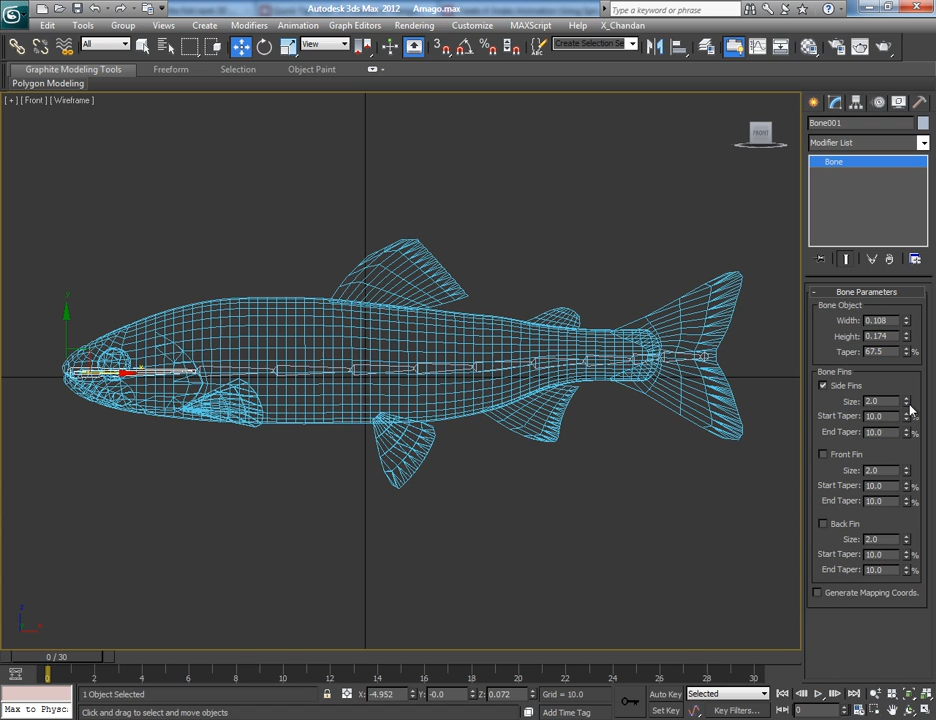 Autodesk 3ds Max 2012 Amago.max
Type a keyword or phrase
Edit Tools Group Views Create Modifiers Animation Graph Editors Rendering Customize MAXScript Help X_Chandan
All View Create Selection Se
Graphite Modeling Tools Freeform Selection Object Paint
Polygon Modeling
[ + ] [ Front ] [ Wireframe ]
FRONT
Bone001
Modifier List
Bone
- Bone Parameters
Bone Object
Width: 0.108
Height: 0.174
Taper: 67.5 %
Bone Fins
Side Fins
Size: 2.0
Start Taper: 10.0 %
End Taper: 10.0 %
Front Fin
Size: 2.0
Start Taper: 10.0 %
End Taper: 10.0 %
Back Fin
Size: 2.0
Start Taper: 10.0 %
End Taper: 10.0 %
Generate Mapping Coords.
z
x
0 / 30
0 2 4 6 8 10 12 14 16 18 20 22 24 26 28 30
1 Object Selected X: -4.952 Y: -0.0 Z: 0.072 Grid = 10.0 Auto Key Selected
Max to Physc Click and drag to select and move objects Add Time Tag Set Key Key Filters... 0